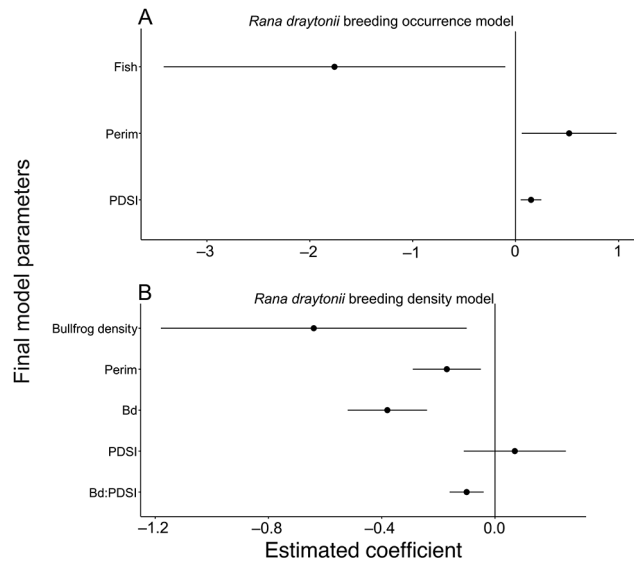 A
Rana draytonii breeding occurrence model
Fish
Perim
PDSI
−3
−2
−1
0
1
Final model parameters
B
Rana draytonii breeding density model
Bullfrog density
Perim
Bd
PDSI
Bd:PDSI
−1.2
−0.8
−0.4
0.0
Estimated coefficient